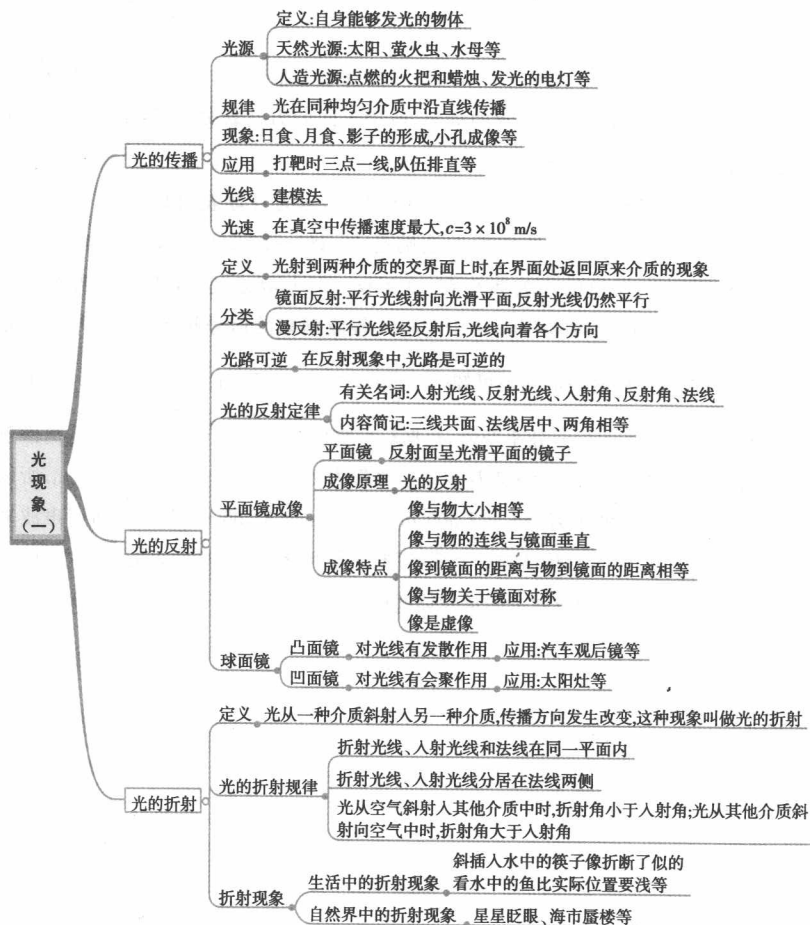 光源
定义:自身能够发光的物体
天然光源:太阳、萤火虫、水母等
人造光源:点燃的火把和蜡烛、发光的电灯等
规律 光在同种均匀介质中沿直线传播
现象:日食、月食、影子的形成,小孔成像等
光的传播
应用 打靶时三点一线,队伍排直等
光线 建模法
光速 在真空中传播速度最大,c=3×10⁸ m/s
定义 光射到两种介质的交界面上时,在界面处返回原来介质的现象
分类
镜面反射:平行光线射向光滑平面,反射光线仍然平行
漫反射:平行光线经反射后,光线向着各个方向
光路可逆 在反射现象中,光路是可逆的
光的反射定律
有关名词:入射光线、反射光线、入射角、反射角、法线
内容简记:三线共面、法线居中、两角相等
光
现
象
(一)
光的反射
平面镜成像
平面镜 反射面呈光滑平面的镜子
成像原理 光的反射
成像特点
像与物大小相等
像与物的连线与镜面垂直
像到镜面的距离与物到镜面的距离相等
像与物关于镜面对称
像是虚像
球面镜
凸面镜 对光线有发散作用 应用:汽车观后镜等
凹面镜 对光线有会聚作用 应用:太阳灶等
定义 光从一种介质斜射入另一种介质,传播方向发生改变,这种现象叫做光的折射
光的折射
光的折射规律
折射光线、入射光线和法线在同一平面内
折射光线、入射光线分居在法线两侧
光从空气斜射入其他介质中时,折射角小于入射角;光从其他介质斜
射向空气中时,折射角大于入射角
折射现象
生活中的折射现象
斜插入水中的筷子像折断了似的
看水中的鱼比实际位置要浅等
自然界中的折射现象 星星眨眼、海市蜃楼等